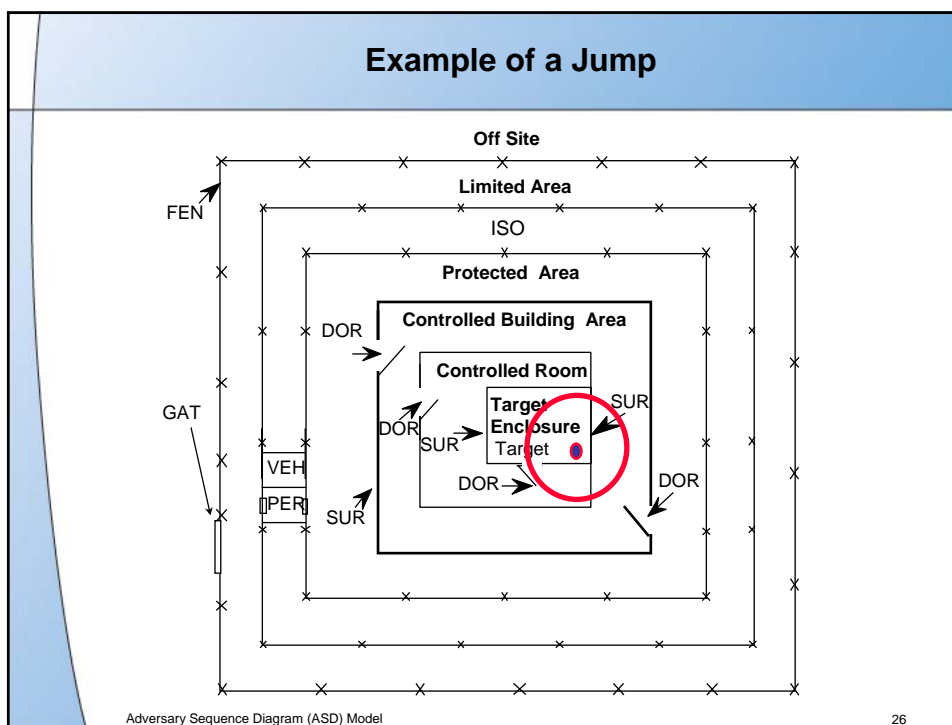 Example of a Jump
Off Site
Limited Area
FEN
ISO
Protected Area
Controlled Building Area
DOR
Controlled Room
GAT
Target
Enclosure
Target
SUR
DOR
SUR
VEH
DOR
DOR
PER
SUR
Adversary Sequence Diagram (ASD) Model
26